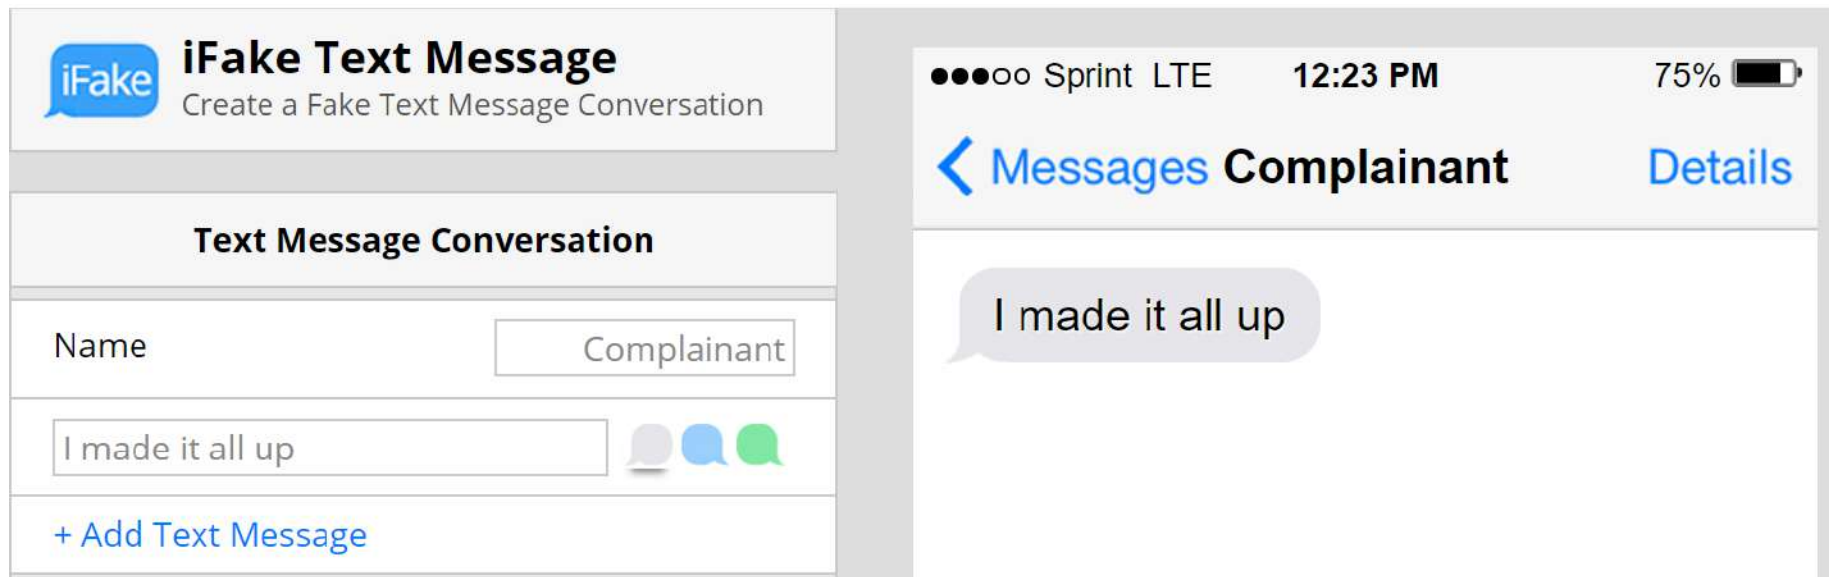 iFake
iFake Text Message
Create a Fake Text Message Conversation
Text Message Conversation
Name
Complainant
I made it all up
+ Add Text Message
●●●○○ Sprint LTE 12:23 PM 75%
Messages Complainant Details
I made it all up